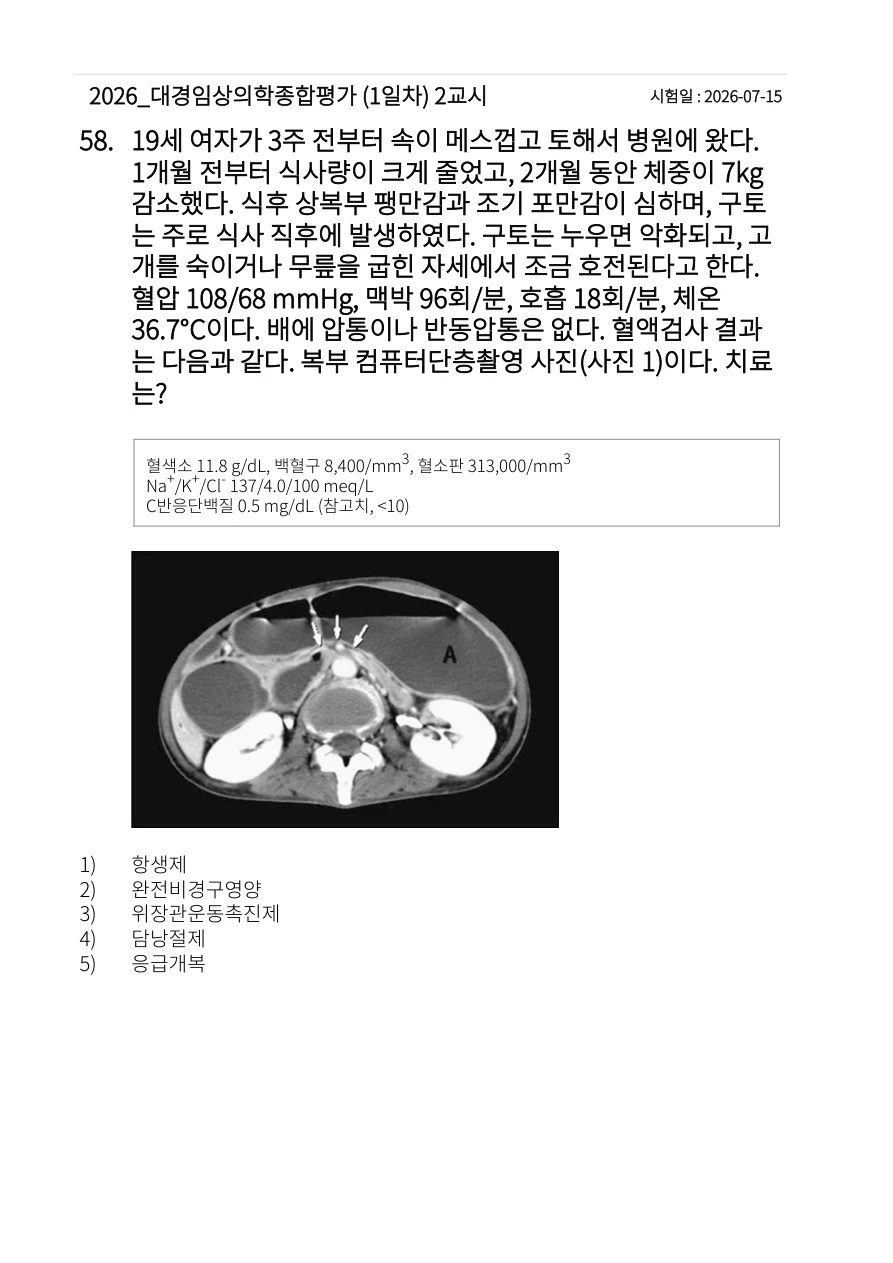 2026_대경임상의학종합평가 (1일차) 2교시
시험일 : 2026-07-15
58. 19세 여자가 3주 전부터 속이 메스껍고 토해서 병원에 왔다.
1개월 전부터 식사량이 크게 줄었고, 2개월 동안 체중이 7kg
감소했다. 식후 상복부 팽만감과 조기 포만감이 심하며, 구토
는 주로 식사 직후에 발생하였다. 구토는 누우면 악화되고, 고
개를 숙이거나 무릎을 굽힌 자세에서 조금 호전된다고 한다.
혈압 108/68 mmHg, 맥박 96회/분, 호흡 18회/분, 체온
36.7°C이다. 배에 압통이나 반동압통은 없다. 혈액검사 결과
는 다음과 같다. 복부 컴퓨터단층촬영 사진(사진 1)이다. 치료
는?
혈색소 11.8 g/dL, 백혈구 8,400/mm³, 혈소판 313,000/mm³
Na⁺/K⁺/Cl⁻ 137/4.0/100 meq/L
C반응단백질 0.5 mg/dL (참고치, <10)
A
1) 항생제
2) 완전비경구영양
3) 위장관운동촉진제
4) 담낭절제
5) 응급개복